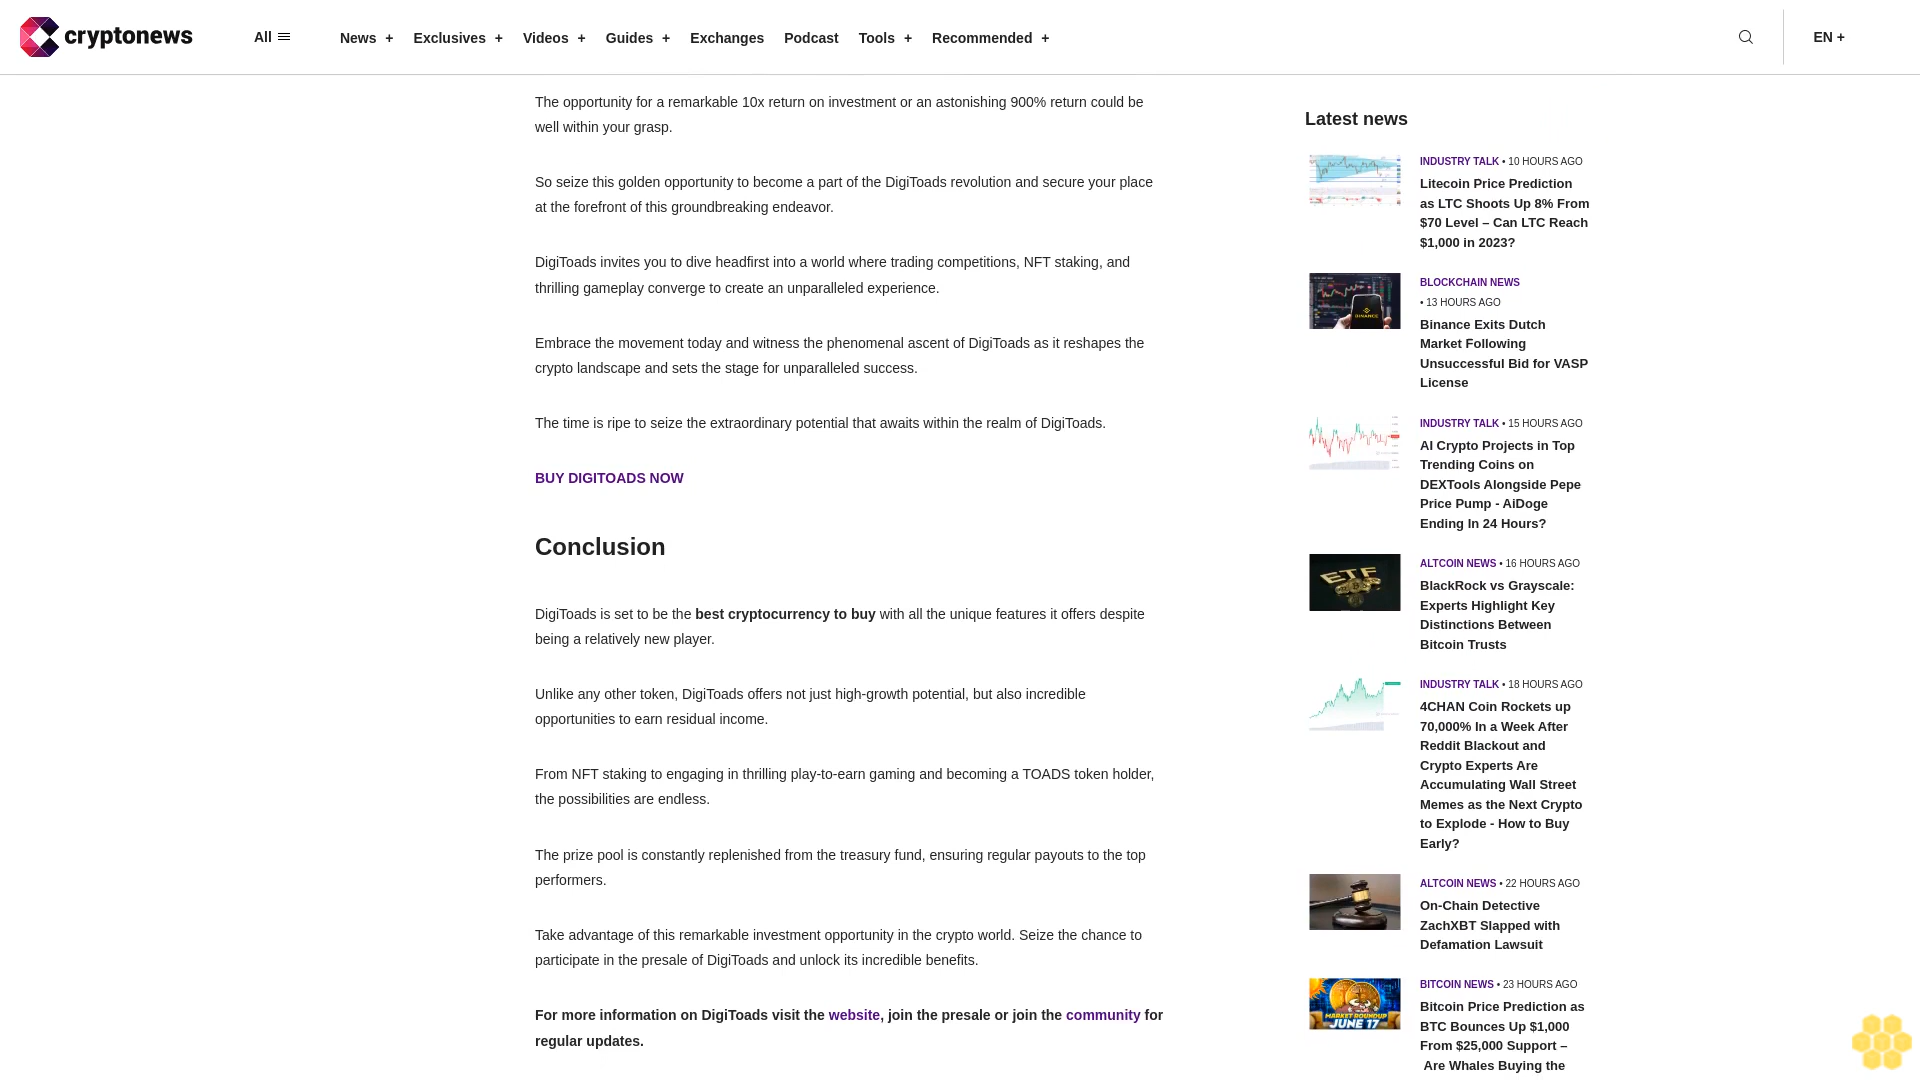 cryptonews
All
News +
Exclusives +
Videos +
Guides +
Exchanges
Podcast
Tools +
Recommended +
EN +
The opportunity for a remarkable 10x return on investment or an astonishing 900% return could be
well within your grasp.
So seize this golden opportunity to become a part of the DigiToads revolution and secure your place
at the forefront of this groundbreaking endeavor.
DigiToads invites you to dive headfirst into a world where trading competitions, NFT staking, and
thrilling gameplay converge to create an unparalleled experience.
Embrace the movement today and witness the phenomenal ascent of DigiToads as it reshapes the
crypto landscape and sets the stage for unparalleled success.
The time is ripe to seize the extraordinary potential that awaits within the realm of DigiToads.
BUY DIGITOADS NOW
Conclusion
DigiToads is set to be the best cryptocurrency to buy with all the unique features it offers despite
being a relatively new player.
Unlike any other token, DigiToads offers not just high-growth potential, but also incredible
opportunities to earn residual income.
From NFT staking to engaging in thrilling play-to-earn gaming and becoming a TOADS token holder,
the possibilities are endless.
The prize pool is constantly replenished from the treasury fund, ensuring regular payouts to the top
performers.
Take advantage of this remarkable investment opportunity in the crypto world. Seize the chance to
participate in the presale of DigiToads and unlock its incredible benefits.
For more information on DigiToads visit the website, join the presale or join the community for
regular updates.
Latest news
INDUSTRY TALK • 10 HOURS AGO
Litecoin Price Prediction
as LTC Shoots Up 8% From
$70 Level – Can LTC Reach
$1,000 in 2023?
BINANCE
BLOCKCHAIN NEWS
• 13 HOURS AGO
Binance Exits Dutch
Market Following
Unsuccessful Bid for VASP
License
INDUSTRY TALK • 15 HOURS AGO
AI Crypto Projects in Top
Trending Coins on
DEXTools Alongside Pepe
Price Pump - AiDoge
Ending In 24 Hours?
ETF
ALTCOIN NEWS • 16 HOURS AGO
BlackRock vs Grayscale:
Experts Highlight Key
Distinctions Between
Bitcoin Trusts
INDUSTRY TALK • 18 HOURS AGO
4CHAN Coin Rockets up
70,000% In a Week After
Reddit Blackout and
Crypto Experts Are
Accumulating Wall Street
Memes as the Next Crypto
to Explode - How to Buy
Early?
ALTCOIN NEWS • 22 HOURS AGO
On-Chain Detective
ZachXBT Slapped with
Defamation Lawsuit
MARKET ROUNDUP
JUNE 17
BITCOIN NEWS • 23 HOURS AGO
Bitcoin Price Prediction as
BTC Bounces Up $1,000
From $25,000 Support –
Are Whales Buying the